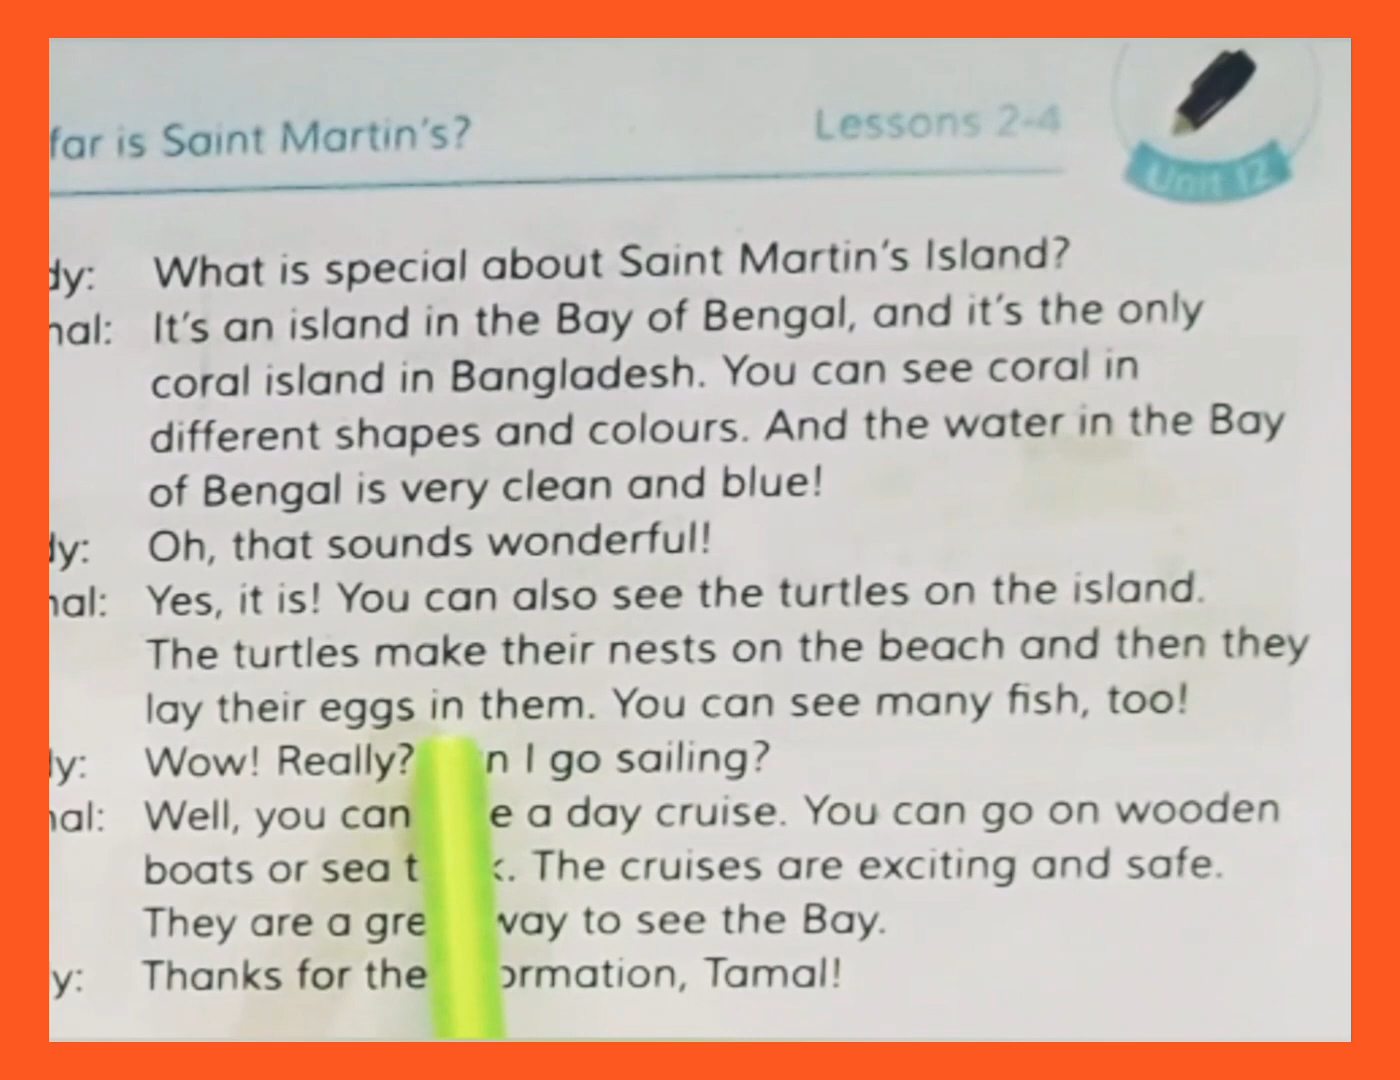 far is Saint Martin's?
Lessons 2-4
Unit 12
dy: What is special about Saint Martin's Island?
nal: It's an island in the Bay of Bengal, and it's the only
coral island in Bangladesh. You can see coral in
different shapes and colours. And the water in the Bay
of Bengal is very clean and blue!
dy: Oh, that sounds wonderful!
nal: Yes, it is! You can also see the turtles on the island.
The turtles make their nests on the beach and then they
lay their eggs in them. You can see many fish, too!
ly: Wow! Really? n I go sailing?
nal: Well, you can e a day cruise. You can go on wooden
boats or sea t k. The cruises are exciting and safe.
They are a gre way to see the Bay.
y: Thanks for the ormation, Tamal!